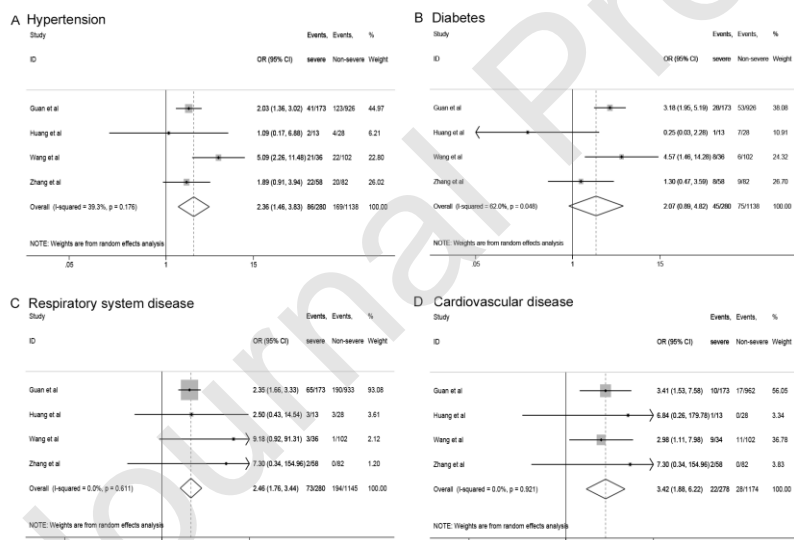 A Hypertension
Study Events, Events, %
ID OR (95% CI) severe Non-severe Weight
Guan et al 2.03 (1.36, 3.02) 41/173 123/926 44.97
Huang et al 1.09 (0.17, 6.88) 2/13 4/28 6.21
Wang et al 5.09 (2.26, 11.48) 21/36 22/102 22.80
Zhang et al 1.89 (0.91, 3.94) 22/58 20/82 26.02
Overall (I-squared = 39.3%, p = 0.176) 2.36 (1.46, 3.83) 86/280 169/1138 100.00
NOTE: Weights are from random effects analysis
.05 1 15
B Diabetes
Study Events, Events, %
ID OR (95% CI) severe Non-severe Weight
Guan et al 3.18 (1.95, 5.19) 28/173 53/926 38.08
Huang et al 0.25 (0.03, 2.28) 1/13 7/28 10.91
Wang et al 4.57 (1.46, 14.28) 8/36 6/102 24.32
Zhang et al 1.30 (0.47, 3.59) 8/58 9/82 26.70
Overall (I-squared = 62.0%, p = 0.048) 2.07 (0.89, 4.82) 45/280 75/1138 100.00
NOTE: Weights are from random effects analysis
.05 1 15
C Respiratory system disease
Study Events, Events, %
ID OR (95% CI) severe Non-severe Weight
Guan et al 2.35 (1.66, 3.33) 65/173 190/933 93.08
Huang et al 2.50 (0.43, 14.54) 3/13 3/28 3.61
Wang et al 9.18 (0.92, 91.31) 3/36 1/102 2.12
Zhang et al 7.30 (0.34, 154.96) 2/58 0/82 1.20
Overall (I-squared = 0.0%, p = 0.611) 2.46 (1.76, 3.44) 73/280 194/1145 100.00
NOTE: Weights are from random effects analysis
D Cardiovascular disease
Study Events, Events, %
ID OR (95% CI) severe Non-severe Weight
Guan et al 3.41 (1.53, 7.58) 10/173 17/962 56.05
Huang et al 6.84 (0.26, 179.78) 1/13 0/28 3.34
Wang et al 2.98 (1.11, 7.98) 9/34 11/102 36.78
Zhang et al 7.30 (0.34, 154.96) 2/58 0/82 3.83
Overall (I-squared = 0.0%, p = 0.921) 3.42 (1.88, 6.22) 22/278 28/1174 100.00
NOTE: Weights are from random effects analysis
Journal Pre